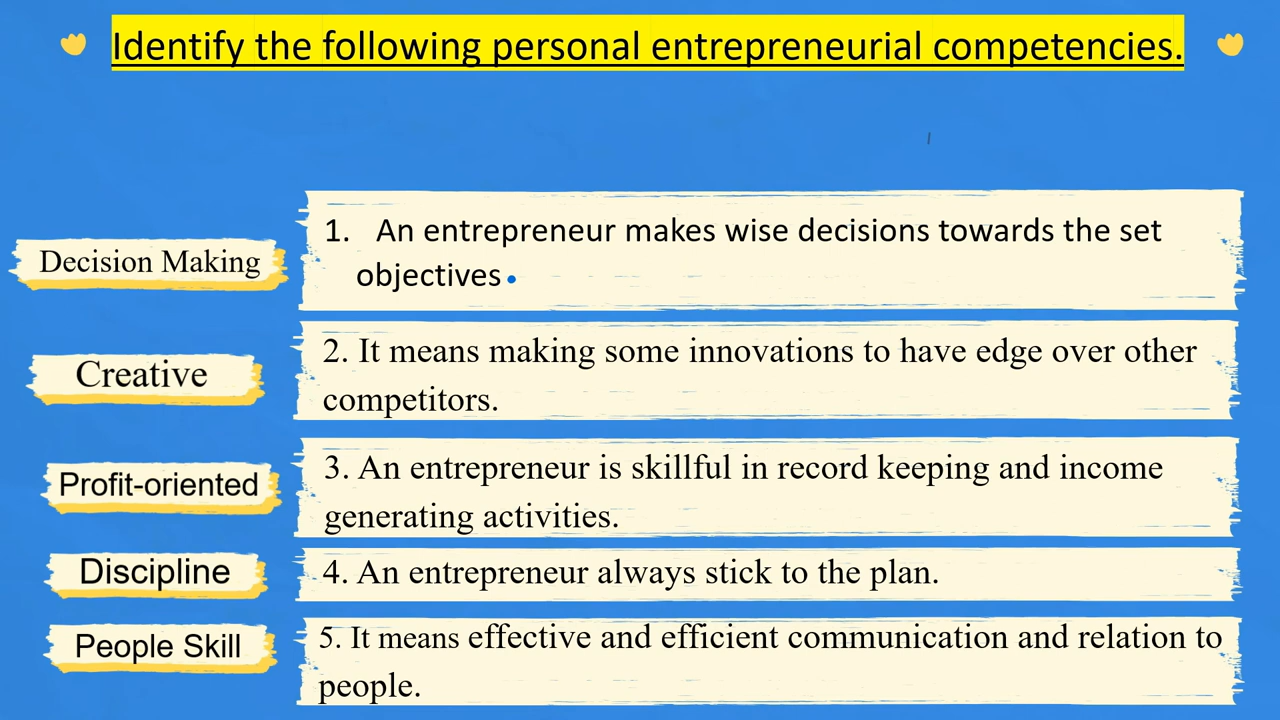 Identify the following personal entrepreneurial competencies.
Decision Making
1. An entrepreneur makes wise decisions towards the set
objectives.
Creative
2. It means making some innovations to have edge over other
competitors.
Profit-oriented
3. An entrepreneur is skillful in record keeping and income
generating activities.
Discipline
4. An entrepreneur always stick to the plan.
People Skill
5. It means effective and efficient communication and relation to
people.